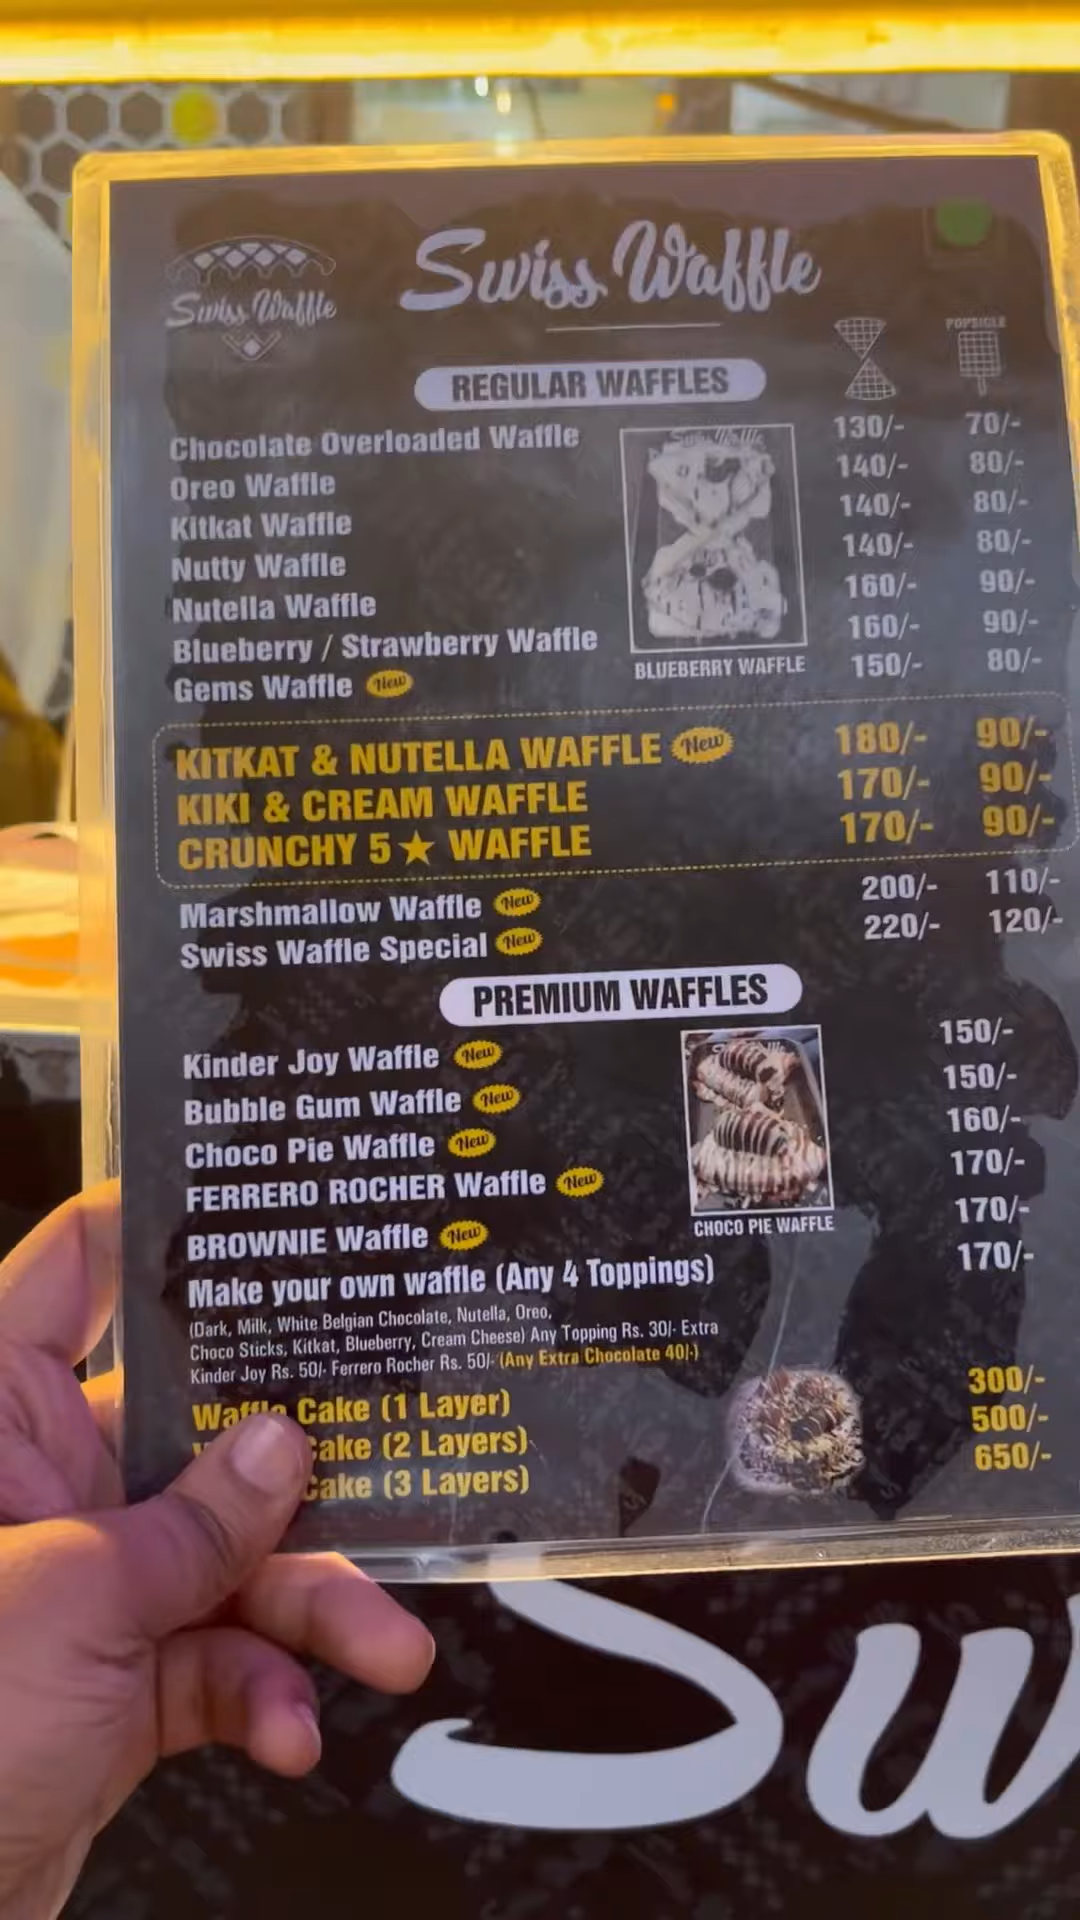 Swiss Waffle
Swiss Waffle
POPSICLE
REGULAR WAFFLES
Chocolate Overloaded Waffle 130/- 70/-
Oreo Waffle 140/- 80/-
Kitkat Waffle 140/- 80/-
Nutty Waffle 140/- 80/-
Nutella Waffle 160/- 90/-
Blueberry / Strawberry Waffle 160/- 90/-
Gems Waffle New 150/- 80/-
Swiss Waffle
BLUEBERRY WAFFLE
KITKAT & NUTELLA WAFFLE New 180/- 90/-
KIKI & CREAM WAFFLE 170/- 90/-
CRUNCHY 5★ WAFFLE 170/- 90/-
Marshmallow Waffle New 200/- 110/-
Swiss Waffle Special New 220/- 120/-
PREMIUM WAFFLES
Kinder Joy Waffle New 150/-
Bubble Gum Waffle New 150/-
Choco Pie Waffle New 160/-
FERRERO ROCHER Waffle New 170/-
BROWNIE Waffle New 170/-
CHOCO PIE WAFFLE
Make your own waffle (Any 4 Toppings) 170/-
(Dark, Milk, White Belgian Chocolate, Nutella, Oreo,
Choco Sticks, Kitkat, Blueberry, Cream Cheese) Any Topping Rs. 30/- Extra
Kinder Joy Rs. 50/- Ferrero Rocher Rs. 50/- (Any Extra Chocolate 40/-)
Waffle Cake (1 Layer) 300/-
Cake (2 Layers) 500/-
Cake (3 Layers) 650/-
Sw